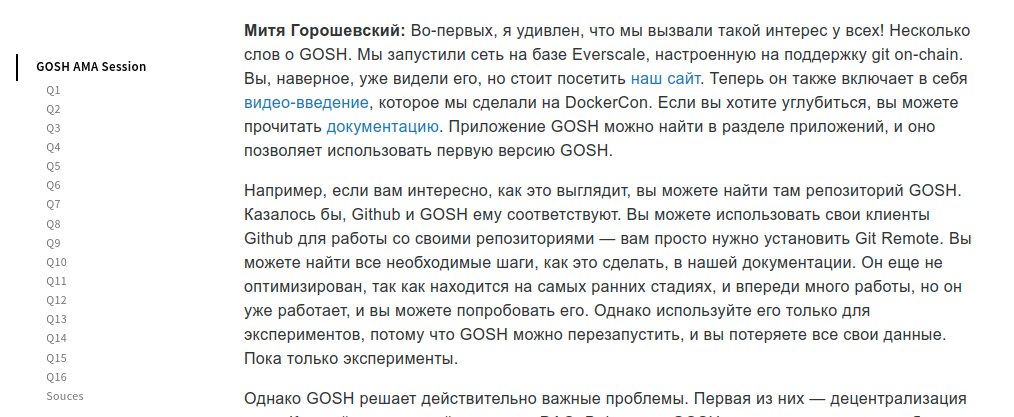 GOSH AMA Session
Q1
Q2
Q3
Q4
Q5
Q6
Q7
Q8
Q9
Q10
Q11
Q12
Q13
Q14
Q15
Q16
Souces
Митя Горошевский: Во-первых, я удивлен, что мы вызвали такой интерес у всех! Несколько
слов о GOSH. Мы запустили сеть на базе Everscale, настроенную на поддержку git on-chain.
Вы, наверное, уже видели его, но стоит посетить наш сайт. Теперь он также включает в себя
видео-введение, которое мы сделали на DockerCon. Если вы хотите углубиться, вы можете
прочитать документацию. Приложение GOSH можно найти в разделе приложений, и оно
позволяет использовать первую версию GOSH.
Например, если вам интересно, как это выглядит, вы можете найти там репозиторий GOSH.
Казалось бы, Github и GOSH ему соответствуют. Вы можете использовать свои клиенты
Github для работы со своими репозиториями — вам просто нужно установить Git Remote. Вы
можете найти все необходимые шаги, как это сделать, в нашей документации. Он еще не
оптимизирован, так как находится на самых ранних стадиях, и впереди много работы, но он
уже работает, и вы можете попробовать его. Однако используйте его только для
экспериментов, потому что GOSH можно перезапустить, и вы потеряете все свои данные.
Пока только эксперименты.
Однако GOSH решает действительно важные проблемы. Первая из них — децентрализация